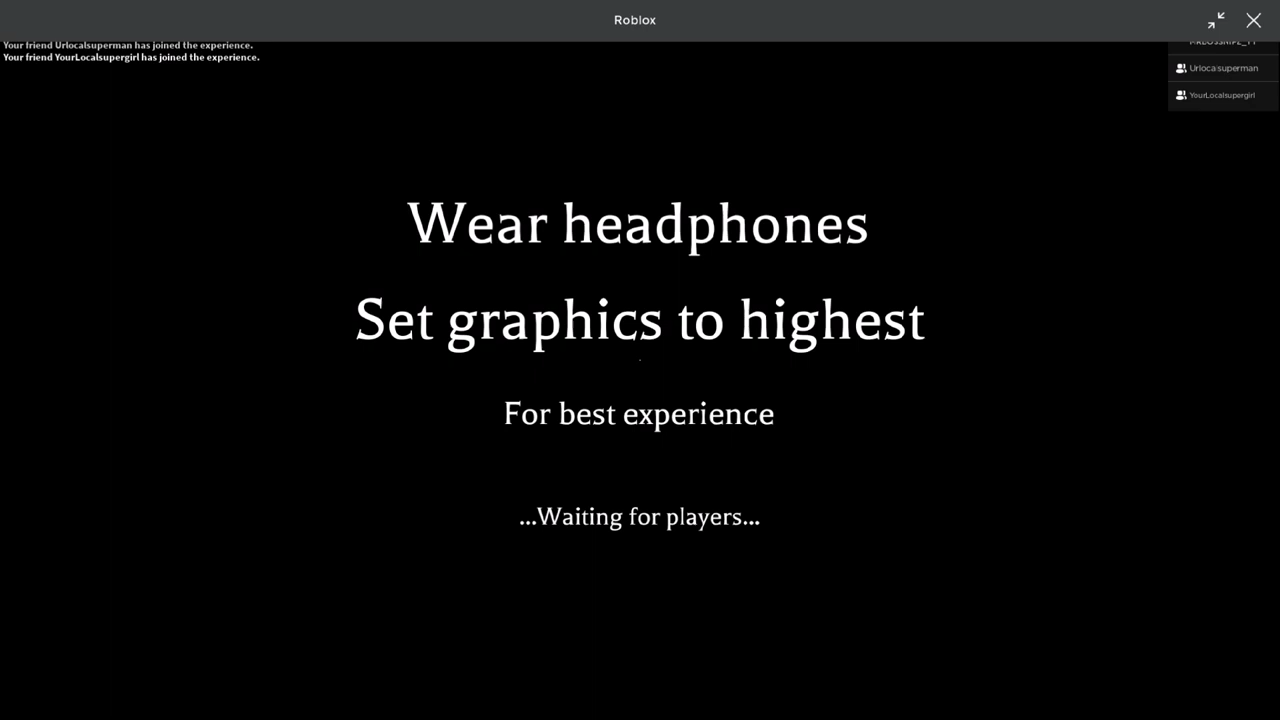 Roblox
Your friend Urlocalsuperman has joined the experience.
Your friend YourLocalsupergirl has joined the experience.
Urlocalsuperman
YourLocalsupergirl
Wear headphones
Set graphics to highest
For best experience
...Waiting for players...